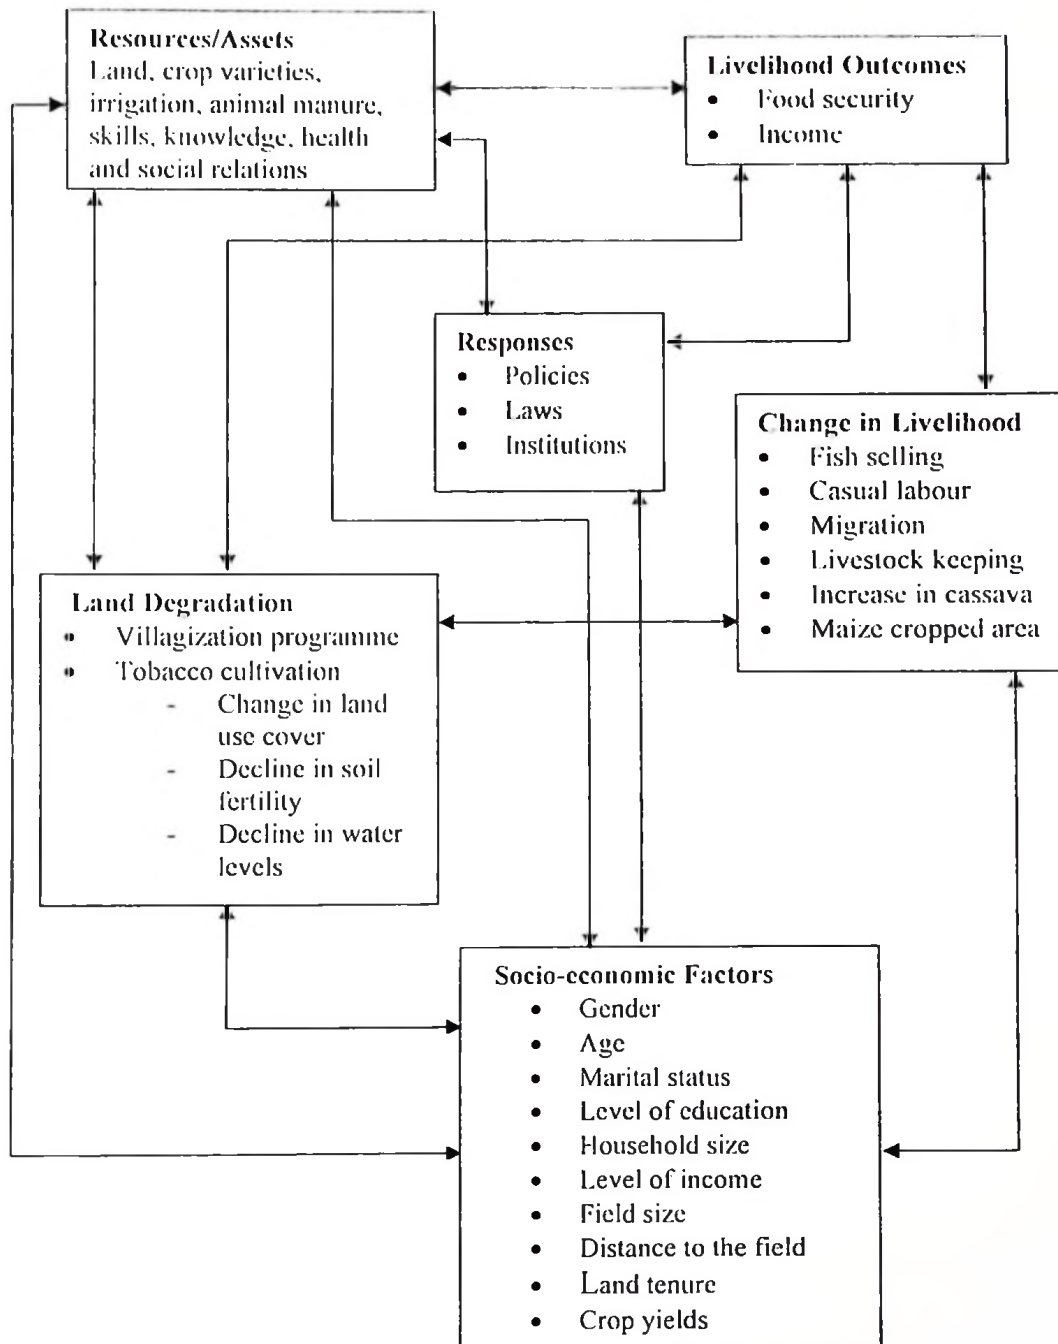 Resources/Assets
Land, crop varieties,
irrigation, animal manure,
skills, knowledge, health
and social relations
Livelihood Outcomes
• Food security
• Income
Responses
• Policies
• Laws
• Institutions
Change in Livelihood
• Fish selling
• Casual labour
• Migration
• Livestock keeping
• Increase in cassava
• Maize cropped area
Land Degradation
• Villagization programme
• Tobacco cultivation
- Change in land
use cover
- Decline in soil
fertility
- Decline in water
levels
Socio-economic Factors
• Gender
• Age
• Marital status
• Level of education
• Household size
• Level of income
• Field size
• Distance to the field
• Land tenure
• Crop yields